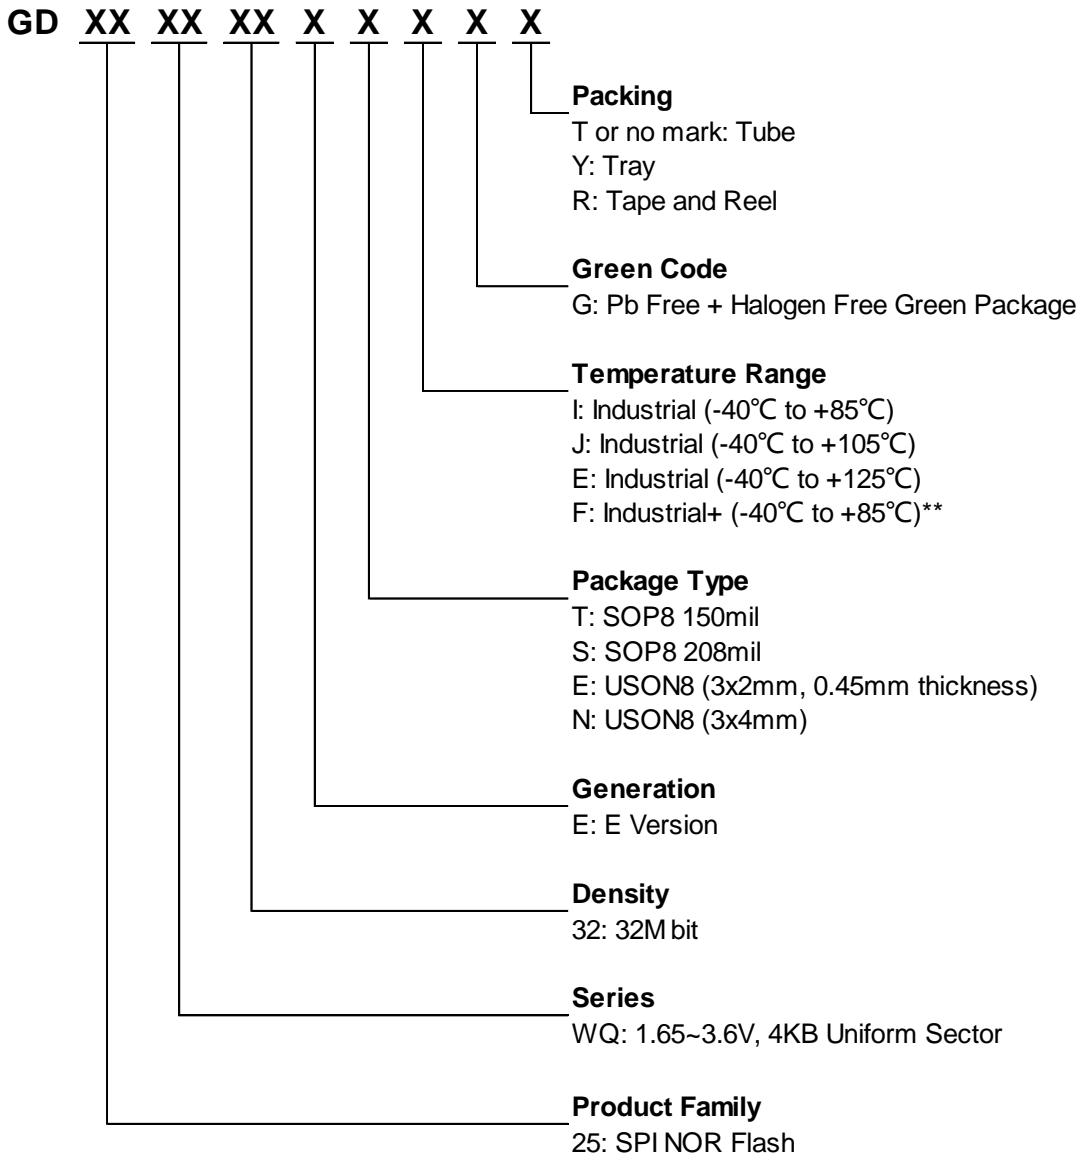 GD XX XX XX X X X X X
Packing
T or no mark: Tube
Y: Tray
R: Tape and Reel
Green Code
G: Pb Free + Halogen Free Green Package
Temperature Range
I: Industrial (-40℃ to +85℃)
J: Industrial (-40℃ to +105℃)
E: Industrial (-40℃ to +125℃)
F: Industrial+ (-40℃ to +85℃)**
Package Type
T: SOP8 150mil
S: SOP8 208mil
E: USON8 (3x2mm, 0.45mm thickness)
N: USON8 (3x4mm)
Generation
E: E Version
Density
32: 32M bit
Series
WQ: 1.65~3.6V, 4KB Uniform Sector
Product Family
25: SPI NOR Flash